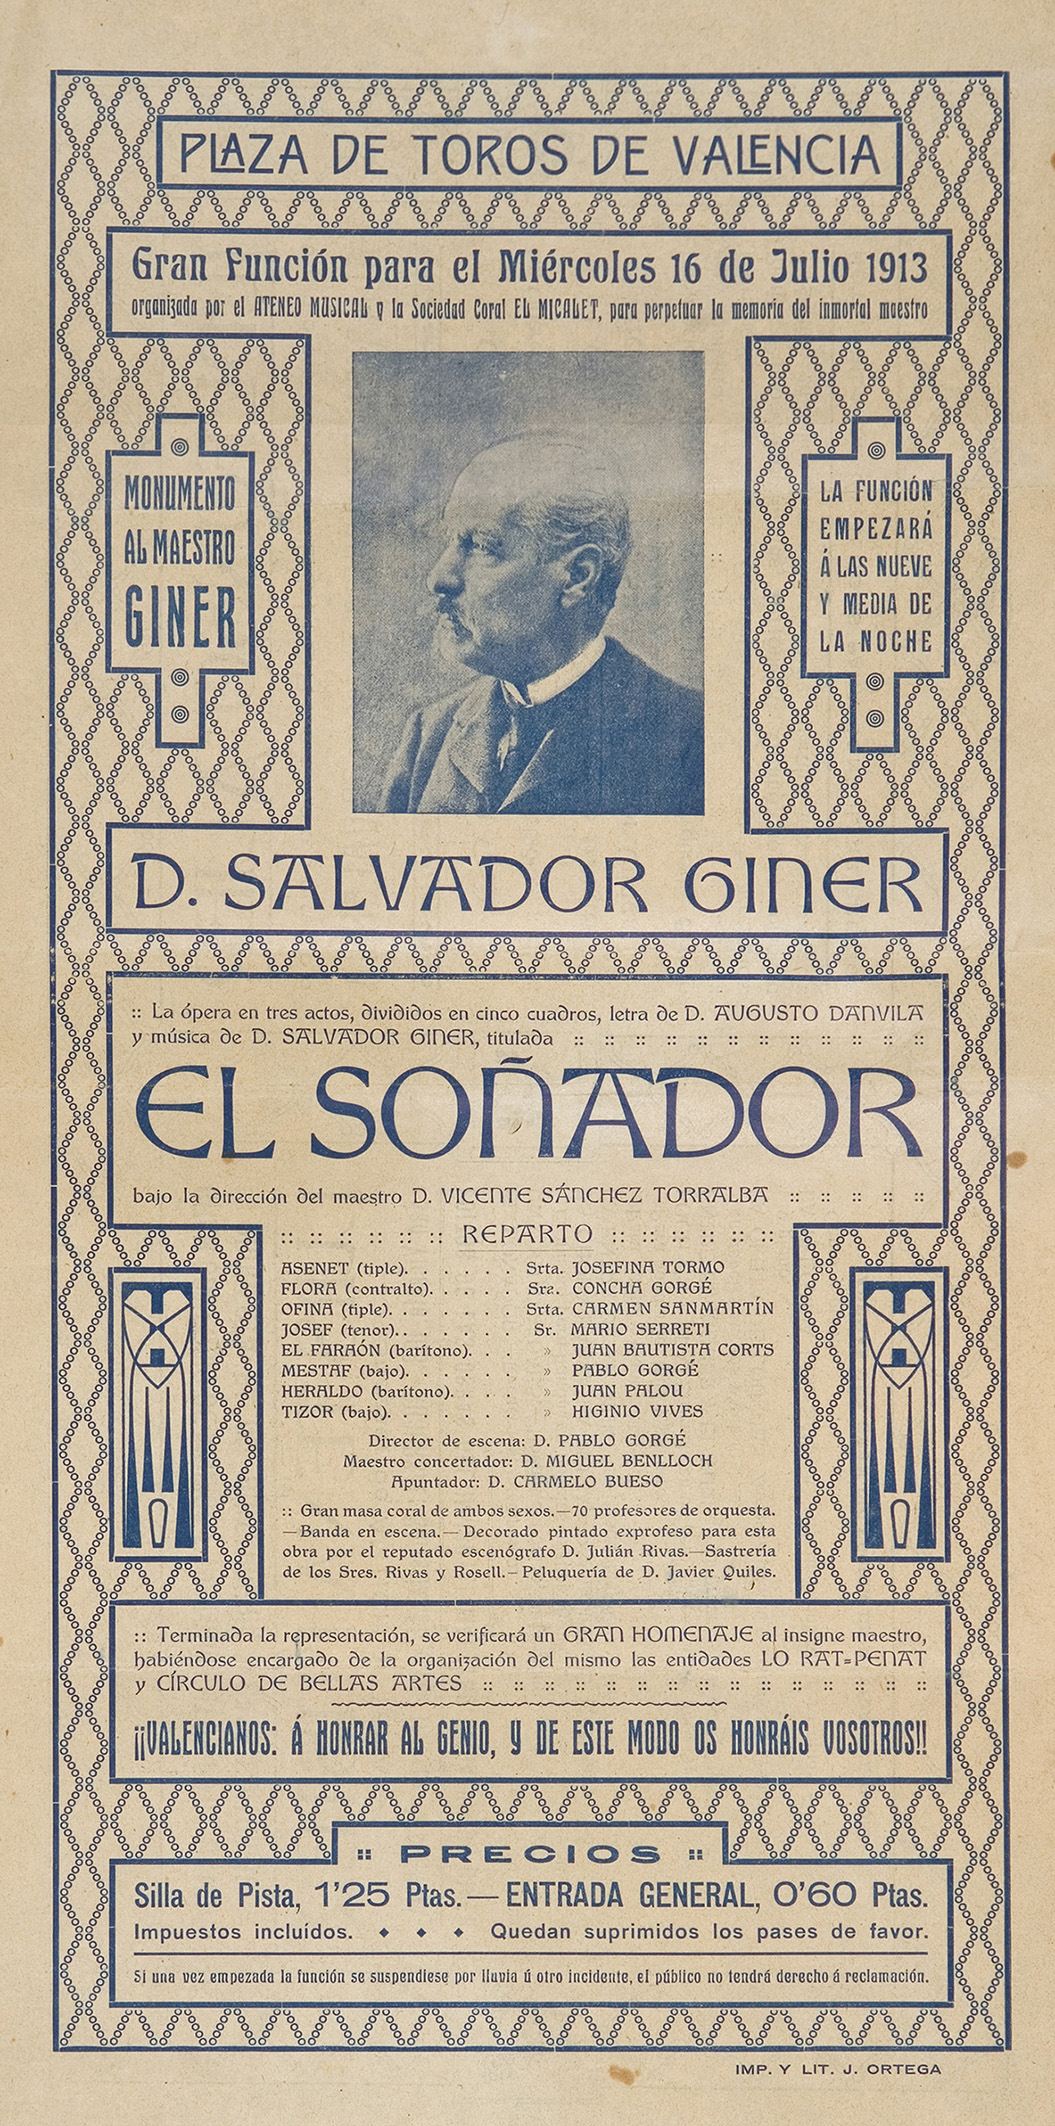 PLAZA DE TOROS DE VALENCIA
Gran Función para el Miércoles 16 de Julio 1913
organizada por el ATENEO MUSICAL y la Sociedad Coral EL MICALET, para perpetuar la memoria del inmortal maestro
MONUMENTO
AL MAESTRO
GINER
LA FUNCIÓN
EMPEZARÁ
Á LAS NUEVE
Y MEDIA DE
LA NOCHE
D. SALVADOR GINER
:: La ópera en tres actos, divididos en cinco cuadros, letra de D. AUGUSTO DANVILA
y música de D. SALVADOR GINER, titulada :: :: :: :: :: :: :: :: :: :: :: :: ::
EL SOÑADOR
bajo la dirección del maestro D. VICENTE SÁNCHEZ TORRALBA :: :: :: :: ::
:: :: :: :: :: :: REPARTO :: :: :: :: :: ::
ASENET (tiple). . . . . . Srta. JOSEFINA TORMO
FLORA (contralto). . . . . Sra. CONCHA GORGÉ
OFINA (tiple). . . . . . . Srta. CARMEN SANMARTÍN
JOSEF (tenor). . . . . . . Sr. MARIO SERRETI
EL FARAÓN (barítono). . . » JUAN BAUTISTA CORTS
MESTAF (bajo). . . . . . » PABLO GORGÉ
HERALDO (barítono). . . . » JUAN PALOU
TIZOR (bajo). . . . . . . » HIGINIO VIVES
Director de escena: D. PABLO GORGÉ
Maestro concertador: D. MIGUEL BENLLOCH
Apuntador: D. CARMELO BUESO
:: Gran masa coral de ambos sexos.—70 profesores de orquesta.
—Banda en escena.—Decorado pintado exprofeso para esta
obra por el reputado escenógrafo D. Julián Rivas.—Sastrería
de los Sres. Rivas y Rosell.—Peluquería de D. Javier Quiles.
:: Terminada la representación, se verificará un GRAN HOMENAJE al insigne maestro,
habiéndose encargado de la organización del mismo las entidades LO RAT=PENAT
y CÍRCULO DE BELLAS ARTES :: :: :: :: :: :: :: :: :: :: :: :: :: :: :: ::
¡¡VALENCIANOS: Á HONRAR AL GENIO, Y DE ESTE MODO OS HONRÁIS VOSOTROS!!
:: PRECIOS ::
Silla de Pista, 1'25 Ptas.—ENTRADA GENERAL, 0'60 Ptas.
Impuestos incluídos. ◆ ◆ ◆ Quedan suprimidos los pases de favor.
Si una vez empezada la función se suspendiese por lluvia ú otro incidente, el público no tendrá derecho á reclamación.
IMP. Y LIT. J. ORTEGA